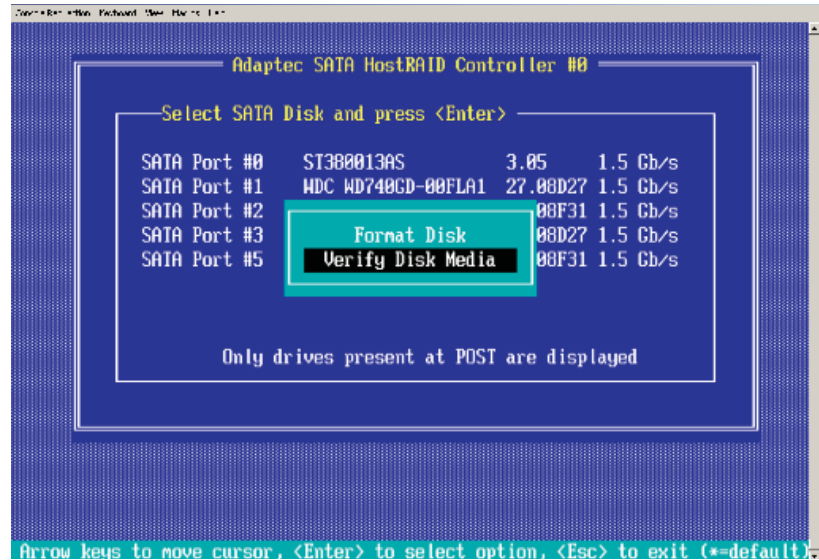 Adaptec SATA HostRAID Controller #0
Select SATA Disk and press <Enter>
SATA Port #0 ST380013AS 3.05 1.5 Gb/s
SATA Port #1 WDC WD740GD-00FLA1 27.08D27 1.5 Gb/s
SATA Port #2 08F31 1.5 Gb/s
SATA Port #3 08D27 1.5 Gb/s
SATA Port #5 08F31 1.5 Gb/s
Format Disk
Verify Disk Media
Only drives present at POST are displayed
Arrow keys to move cursor, <Enter> to select option, <Esc> to exit (*=default)